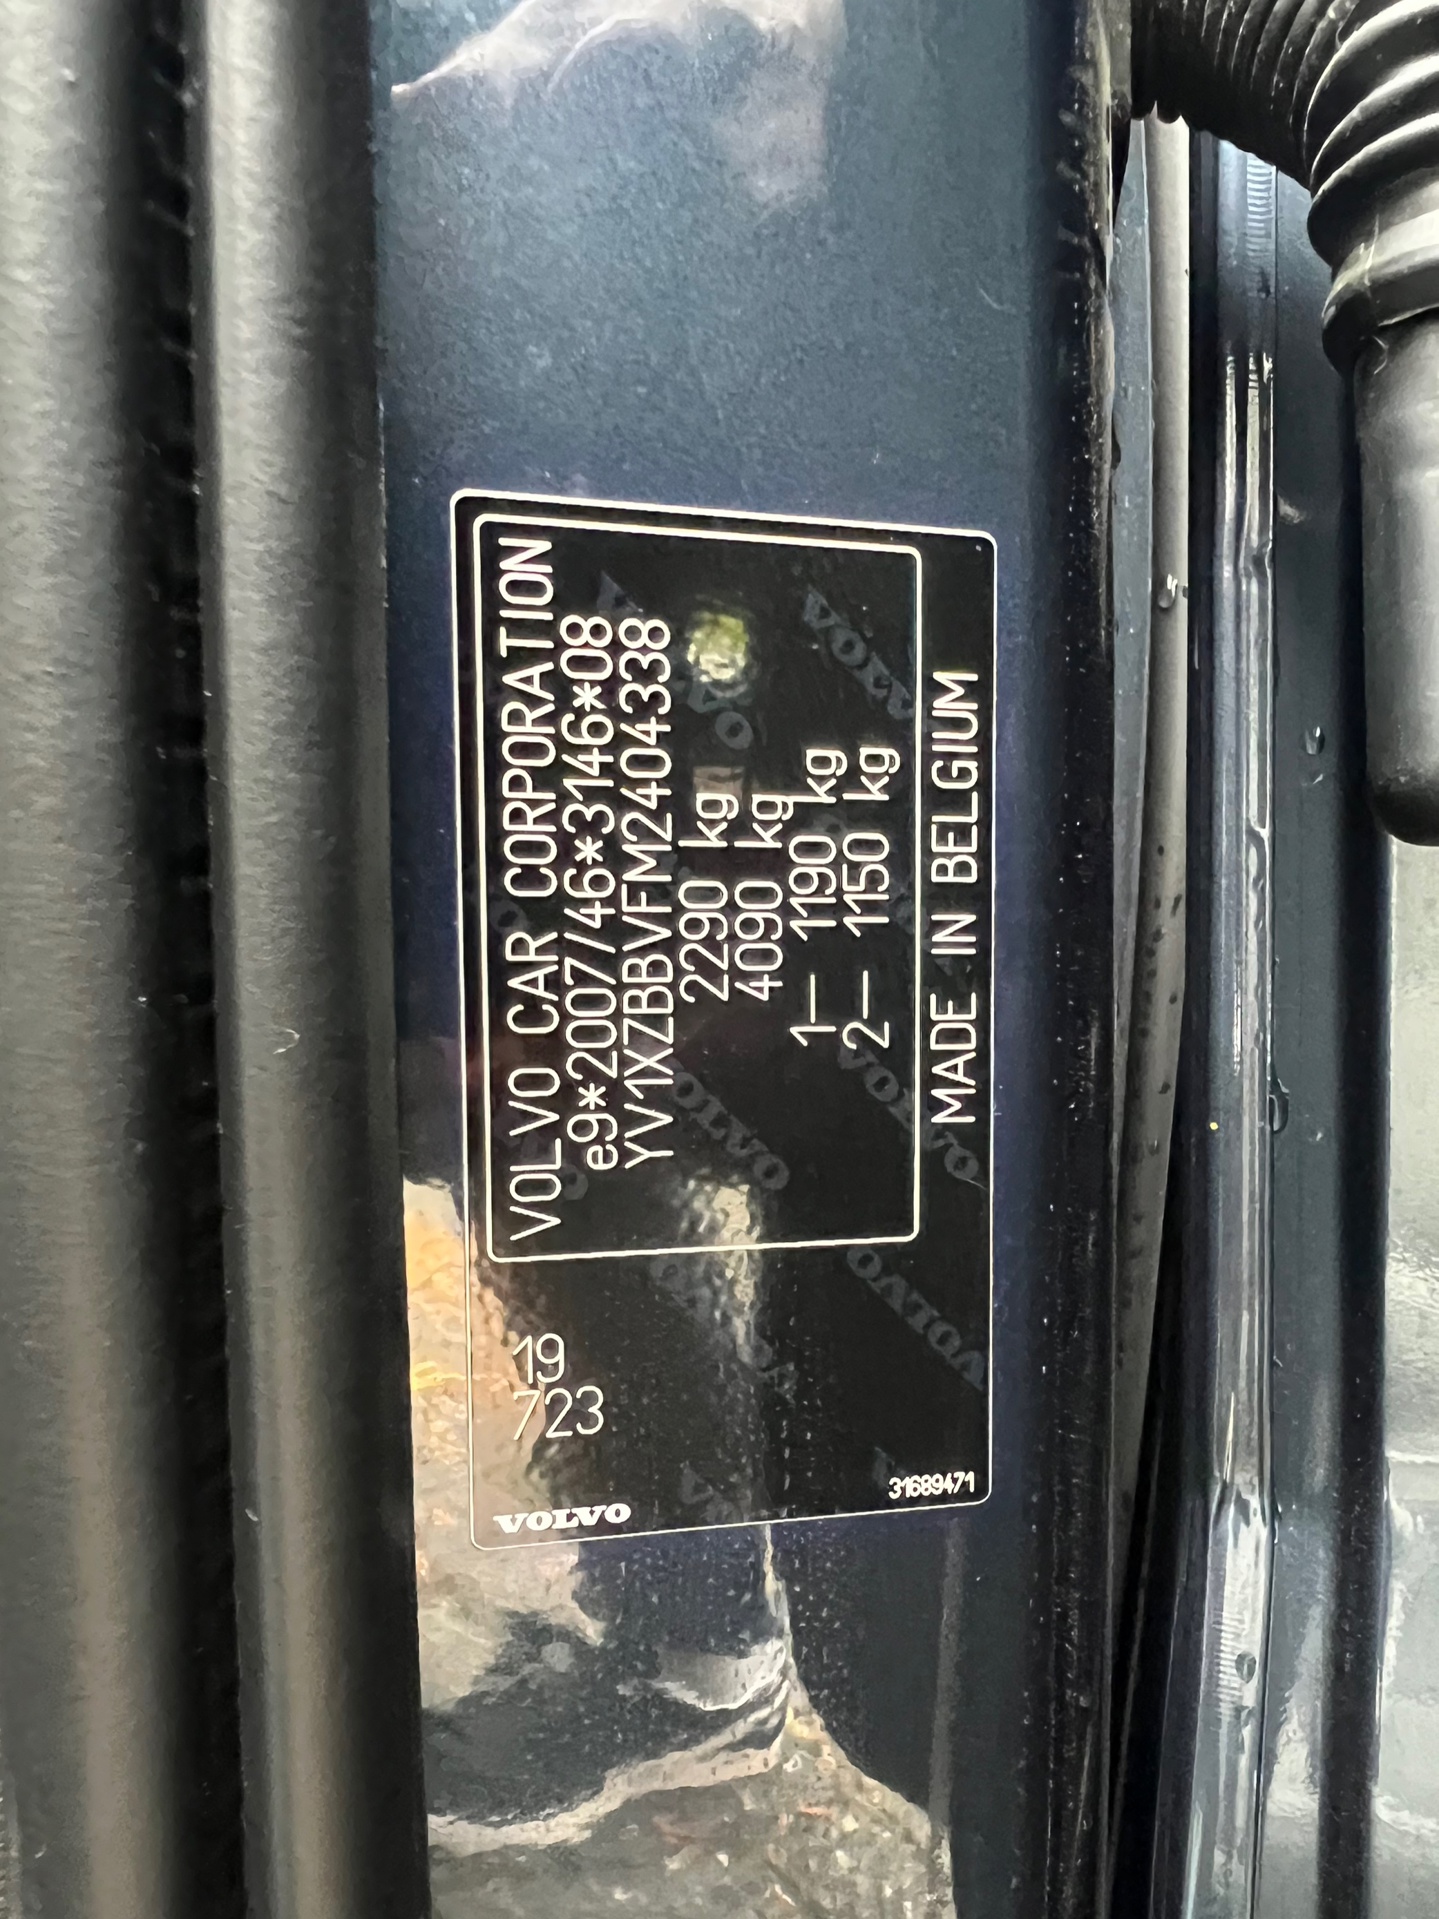 VOLVO CAR CORPORATION
e9*2007/46*3146*08
YV1XZBBVFM2404338
2290 kg
4090 kg
1— 1190 kg
2— 1150 kg
MADE IN BELGIUM
19
723
VOLVO
31689471